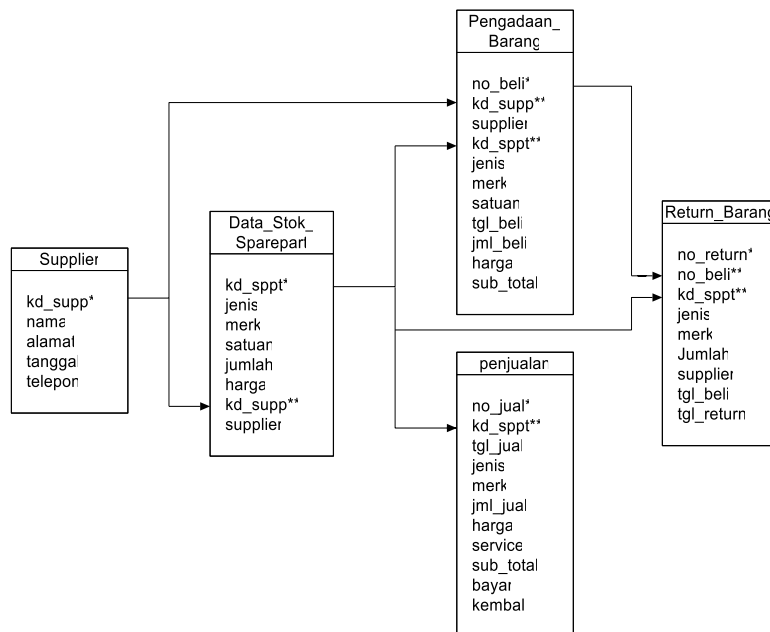 Supplier
kd_supp*
nama
alamat
tanggal
telepon
Data_Stok_
Sparepart
kd_sppt*
jenis
merk
satuan
jumlah
harga
kd_supp**
supplier
Pengadaan_
Barang
no_beli*
kd_supp**
supplier
kd_sppt**
jenis
merk
satuan
tgl_beli
jml_beli
harga
sub_total
penjualan
no_jual*
kd_sppt**
tgl_jual
jenis
merk
jml_jual
harga
service
sub_total
bayar
kembal
Return_Barang
no_return*
no_beli**
kd_sppt**
jenis
merk
Jumlah
supplier
tgl_beli
tgl_return